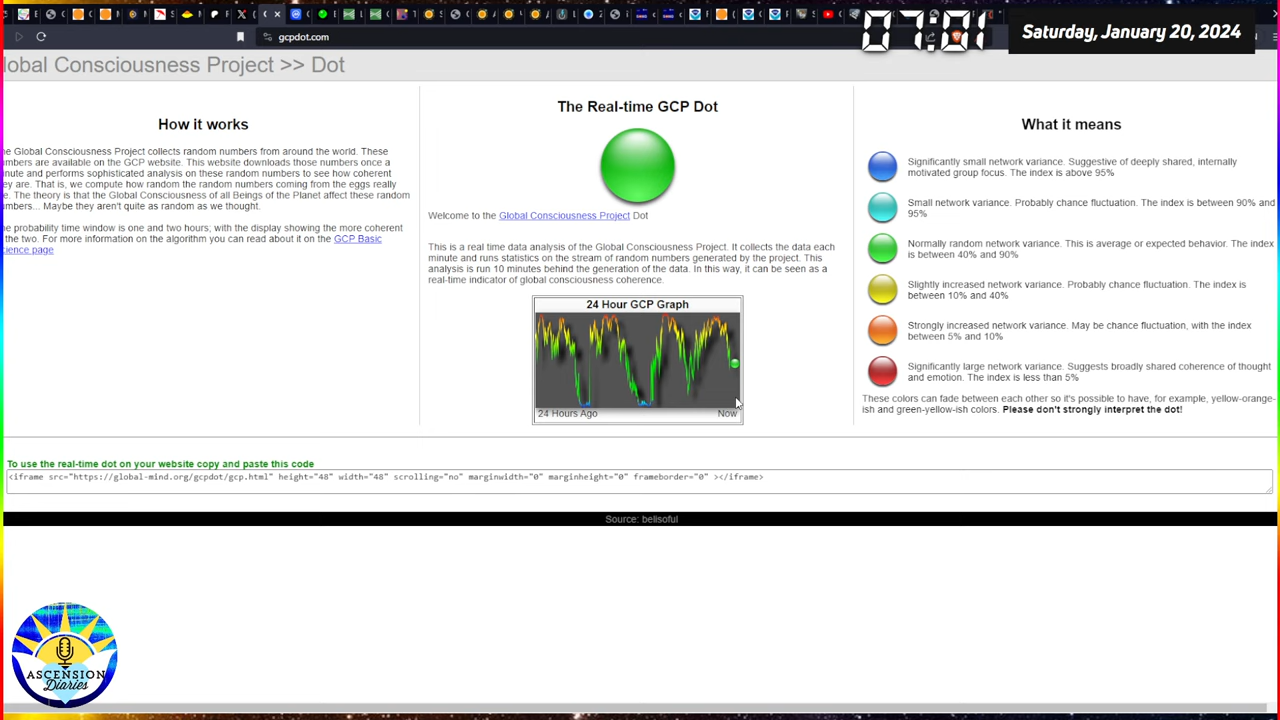 gcpdot.com
07:01
Saturday, January 20, 2024
lobal Consciousness Project >> Dot
How it works
e Global Consciousness Project collects random numbers from around the world. These
mbers are available on the GCP website. This website downloads those numbers once a
nute and performs sophisticated analysis on these random numbers to see how coherent
ey are. That is, we compute how random the random numbers coming from the eggs really
e. The theory is that the Global Consciousness of all Beings of the Planet affect these random
mbers... Maybe they aren't quite as random as we thought.
e probability time window is one and two hours; with the display showing the more coherent
the two. For more information on the algorithm you can read about it on the GCP Basic
ience page
The Real-time GCP Dot
Welcome to the Global Consciousness Project Dot
This is a real time data analysis of the Global Consciousness Project. It collects the data each
minute and runs statistics on the stream of random numbers generated by the project. This
analysis is run 10 minutes behind the generation of the data. In this way, it can be seen as a
real-time indicator of global consciousness coherence.
24 Hour GCP Graph
24 Hours Ago Now
What it means
Significantly small network variance. Suggestive of deeply shared, internally
motivated group focus. The index is above 95%
Small network variance. Probably chance fluctuation. The index is between 90% and
95%
Normally random network variance. This is average or expected behavior. The index
is between 40% and 90%
Slightly increased network variance. Probably chance fluctuation. The index is
between 10% and 40%
Strongly increased network variance. May be chance fluctuation, with the index
between 5% and 10%
Significantly large network variance. Suggests broadly shared coherence of thought
and emotion. The index is less than 5%
These colors can fade between each other so it's possible to have, for example, yellow-orange-
ish and green-yellow-ish colors. Please don't strongly interpret the dot!
To use the real-time dot on your website copy and paste this code
<iframe src="https://global-mind.org/gcpdot/gcp.html" height="48" width="48" scrolling="no" marginwidth="0" marginheight="0" frameborder="0" ></iframe>
Source: belisoful
ASCENSION
Diaries